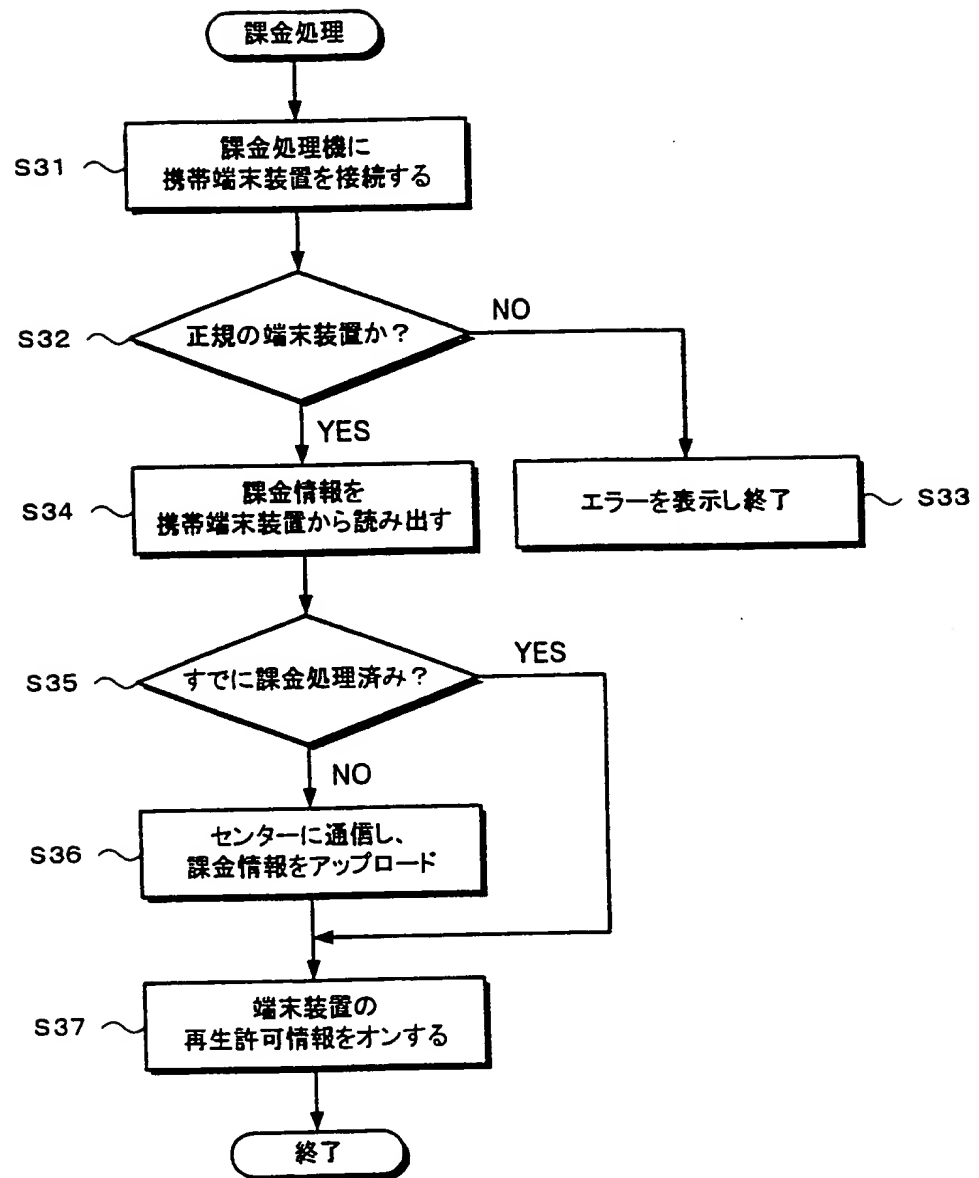 課金処理
S31
課金処理機に
携帯端末装置を接続する
S32
正規の端末装置か？
NO
YES
S34
課金情報を
携帯端末装置から読み出す
エラーを表示し終了
S33
S35
すでに課金処理済み？
YES
NO
S36
センターに通信し、
課金情報をアップロード
S37
端末装置の
再生許可情報をオンする
終了